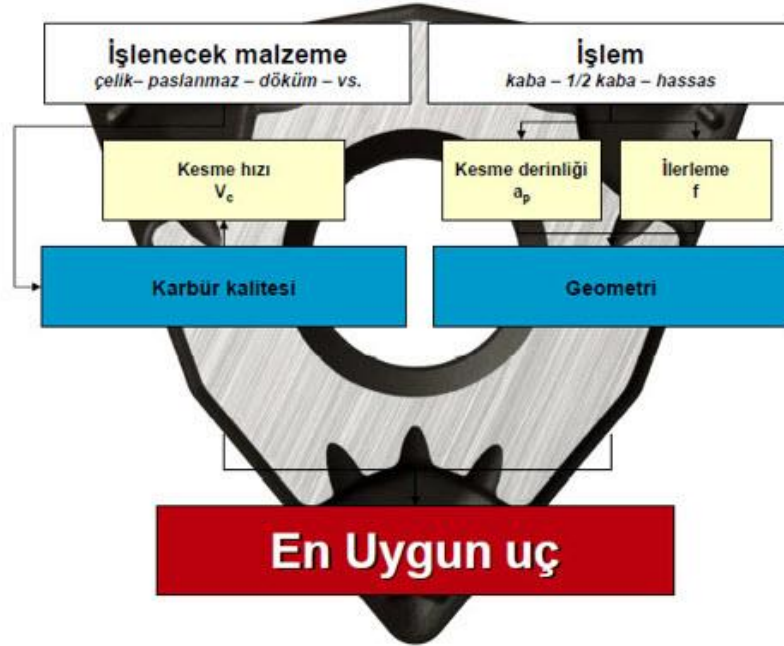 İşlenecek malzeme
çelik– paslanmaz – döküm – vs.
İşlem
kaba – 1/2 kaba – hassas
Kesme hızı
Vc
Kesme derinliği
ap
İlerleme
f
Karbür kalitesi
Geometri
En Uygun uç